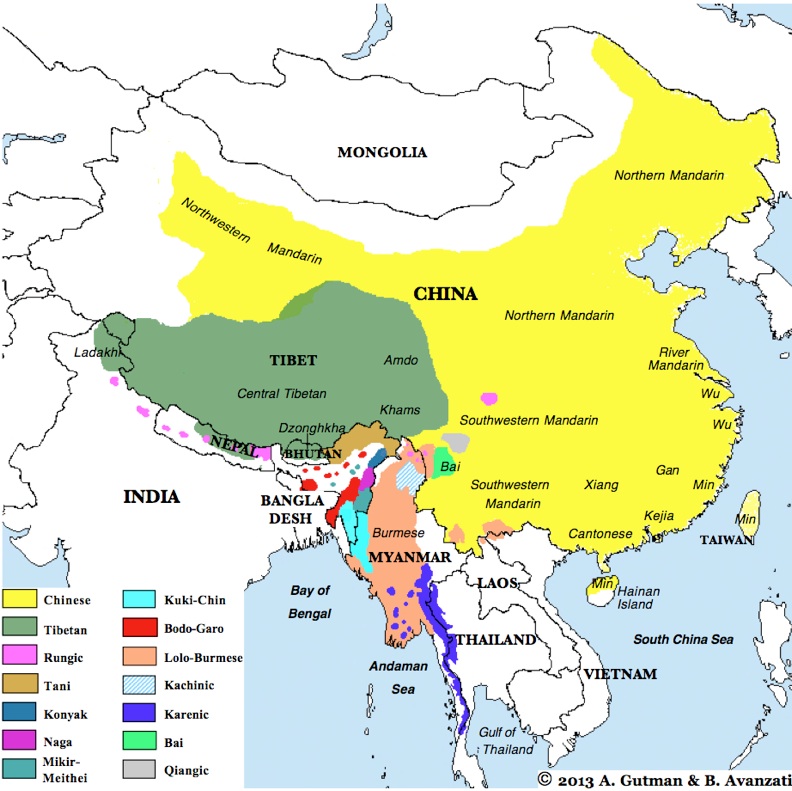 MONGOLIA
Northern Mandarin
Northwestern Mandarin
CHINA
Northern Mandarin
Ladakhi
TIBET
Amdo
River
Mandarin
Central Tibetan
Wu
Khams
Dzonghkha
Southwestern Mandarin
Wu
NEPAL
BHUTAN
Bai
Gan
INDIA
BANGLA
DESH
Southwestern
Mandarin
Xiang
Min
Kejia
Min
Burmese
Cantonese
TAIWAN
MYANMAR
LAOS
Min
Hainan
Island
Bay of
Bengal
THAILAND
South China Sea
Andaman
Sea
VIETNAM
Gulf of
Thailand
Chinese
Tibetan
Rungic
Tani
Konyak
Naga
Mikir-
Meithei
Kuki-Chin
Bodo-Garo
Lolo-Burmese
Kachinic
Karenic
Bai
Qiangic
© 2013 A. Gutman & B. Avanzati